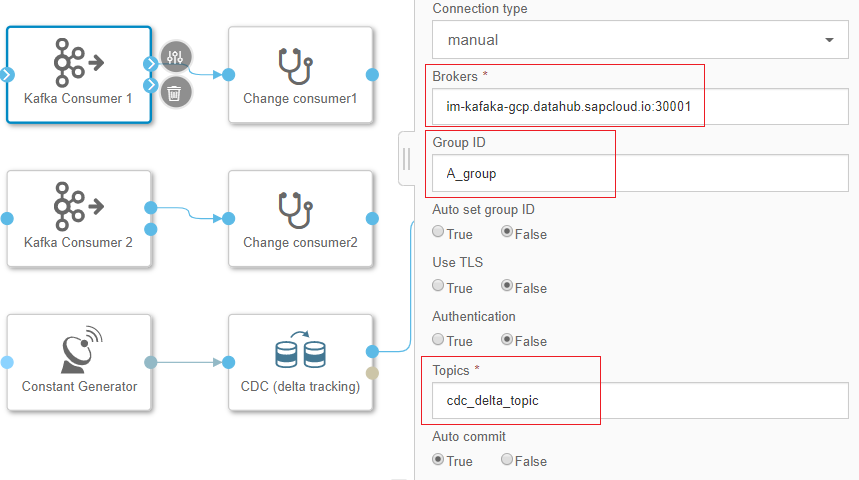 Kafka Consumer 1
Change consumer1
Kafka Consumer 2
Change consumer2
Constant Generator
CDC (delta tracking)
Connection type
manual
Brokers *
im-kafaka-gcp.datahub.sapcloud.io:30001
Group ID
A_group
Auto set group ID
True False
Use TLS
True False
Authentication
True False
Topics *
cdc_delta_topic
Auto commit
True False